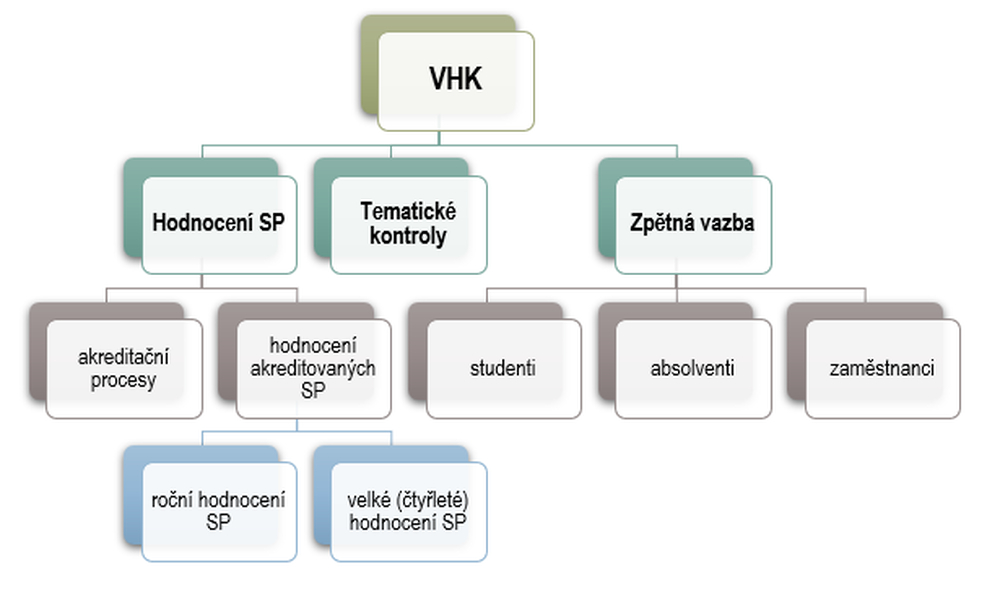 VHK
Hodnocení SP
Tematické
kontroly
Zpětná vazba
akreditační
procesy
hodnocení
akreditovaných
SP
studenti
absolventi
zaměstnanci
roční hodnocení
SP
velké (čtyřleté)
hodnocení SP